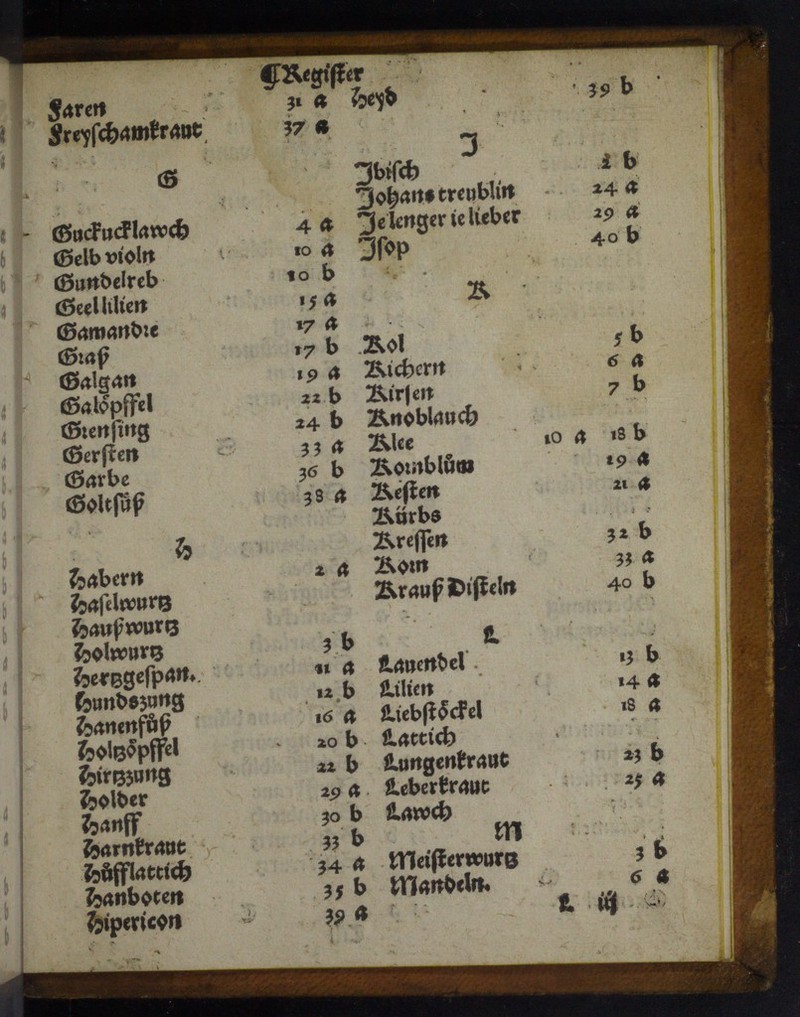 ¶Register
Faren 31 a
Freyschamkraut 37 a
G
Guckucklawch 4 a
Gelb violn 10 a
Gundelreb 10 b
Geel lilien 15 a
Gamandre 17 a
Graß 17 b
Galgan 19 a
Galöpffel 22 b
Grensing 24 b
Gersten 33 a
Garbe 36 b
Goltfůß 38 a
H
Habern 2 a
Haselwurtz
Haußwurtz
Holwurtz 3 b
Hertzgespan. 11 a
Hundszung 12 b
Hanenfůß 16 a
Holtzöpffel 20 b
Hirtzzung 22 b
Holder 29 a
Hanff 30 b
Harnkraut 33 b
Hůfflattich 34 a
Hanboten 35 b
Hipericon 39 a
Heyd 39 b
J
Jbisch 2 b
Johans treublin 24 a
Je lenger ie lieber 29 a
Jsop 40 b
K
Kol 5 b
Kichern 6 a
Kirsen 7 b
Knoblauch
Klee 10 a 18 b
Kornblům 19 a
Kesten 21 a
Kürbs
Kressen 32 b
Korn 33 a
Krauß Disteln 40 b
L
Lauendel 13 b
Lilien 14 a
Liebstöckel 18 a
Lattich
Lungenkraut 23 b
Leberkraut 25 a
Lawch
M
Meisterwurtz 3 b
Mandeln. 6 a
L iij